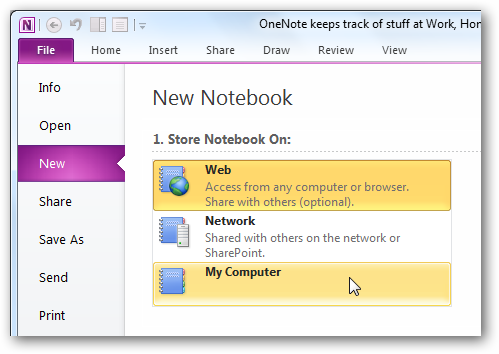 OneNote keeps track of stuff at Work, Hon
File Home Insert Share Draw Review View
Info
Open
New
Share
Save As
Send
Print
New Notebook
1. Store Notebook On:
Web
Access from any computer or browser.
Share with others (optional).
Network
Shared with others on the network or
SharePoint.
My Computer